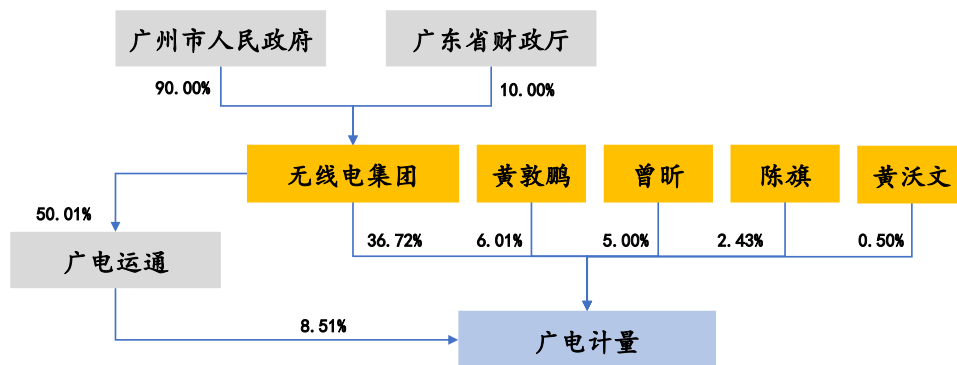 广州市人民政府
广东省财政厅
90.00%
10.00%
无线电集团
黄敦鹏
曾昕
陈旗
黄沃文
50.01%
36.72%
6.01%
5.00%
2.43%
0.50%
广电运通
8.51%
广电计量